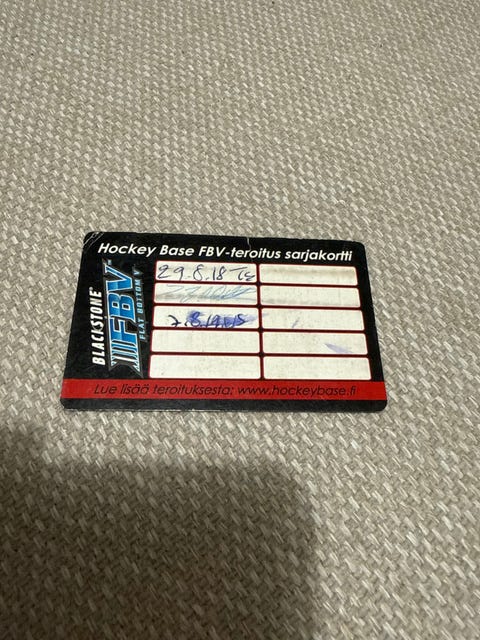 Hockey Base FBV-teroitus sarjakortti
BLACKSTONE
FBV
FLAT BOTTOM V
29.8.18
Lue lisää teroituksesta: www.hockeybase.fi